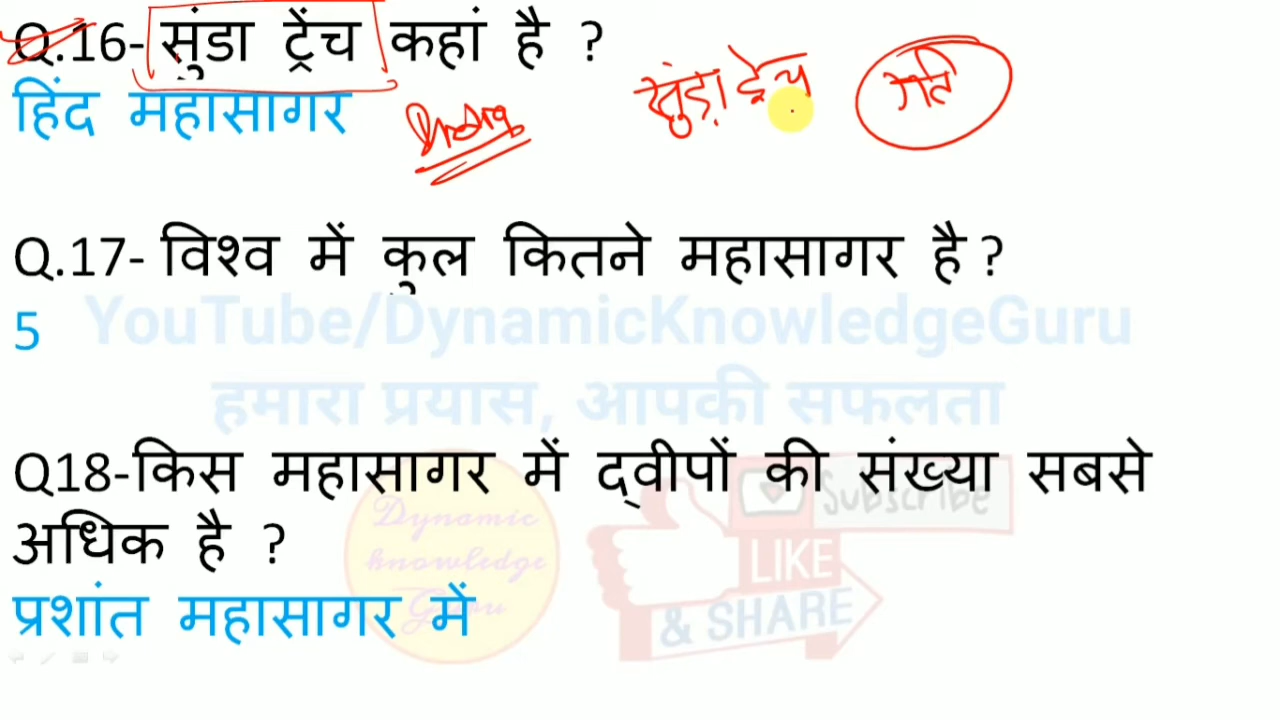 Q.16- सुंडा ट्रेंच कहां है ?
हिंद महासागर
सुंडा ट्रेंच
गर्त
Q.17- विश्व में कुल कितने महासागर है ?
5
YouTube/DynamicKnowledgeGuru
हमारा प्रयास, आपकी सफलता
Q18-किस महासागर में द्वीपों की संख्या सबसे
अधिक है ?
प्रशांत महासागर में
Dynamic
knowledge
Guru
Subscribe
LIKE
& SHARE